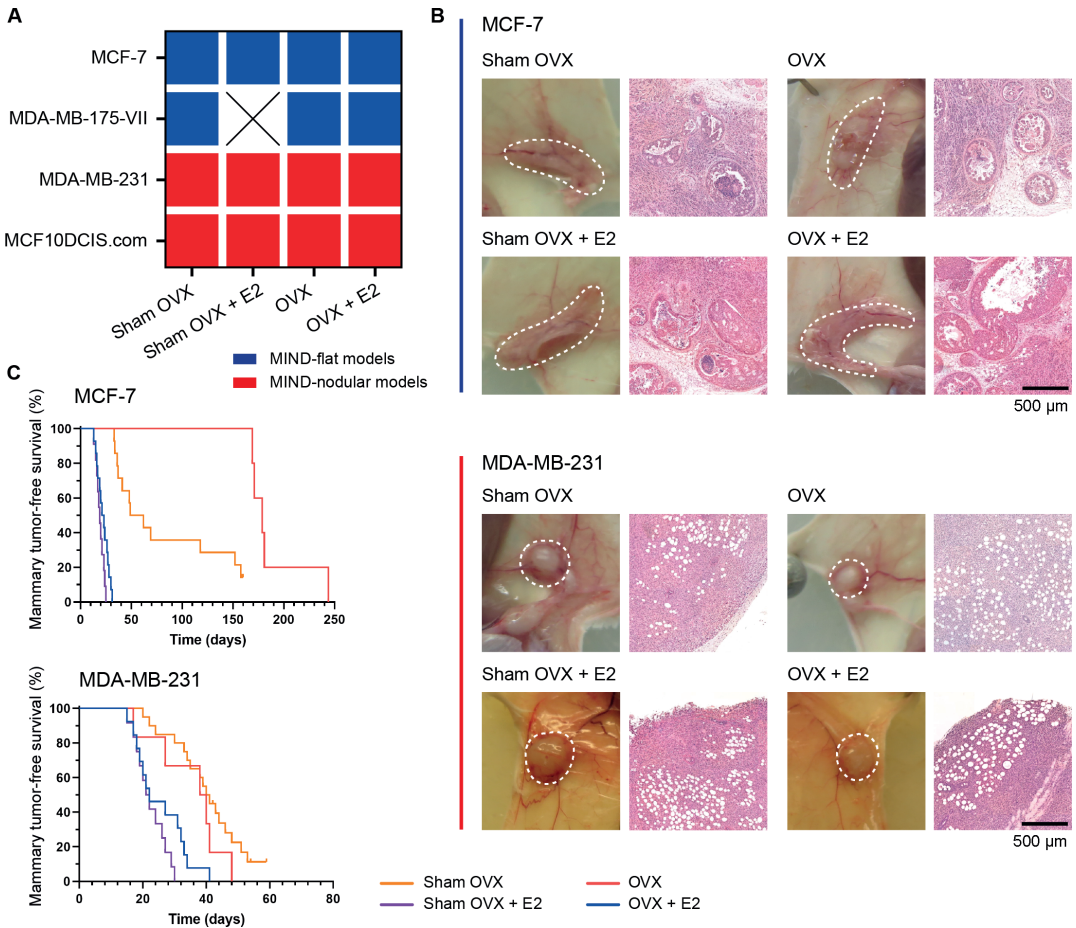 A
MCF-7
MDA-MB-175-VII
MDA-MB-231
MCF10DCIS.com
Sham OVX
Sham OVX + E2
OVX
OVX + E2
MIND-flat models
MIND-nodular models
B
MCF-7
Sham OVX
OVX
Sham OVX + E2
OVX + E2
500 µm
MDA-MB-231
Sham OVX
OVX
Sham OVX + E2
OVX + E2
500 µm
C
MCF-7
Mammary tumor-free survival (%)
100
80
60
40
20
0
0 50 100 150 200 250
Time (days)
MDA-MB-231
Mammary tumor-free survival (%)
100
80
60
40
20
0
0 20 40 60 80
Time (days)
Sham OVX
OVX
Sham OVX + E2
OVX + E2